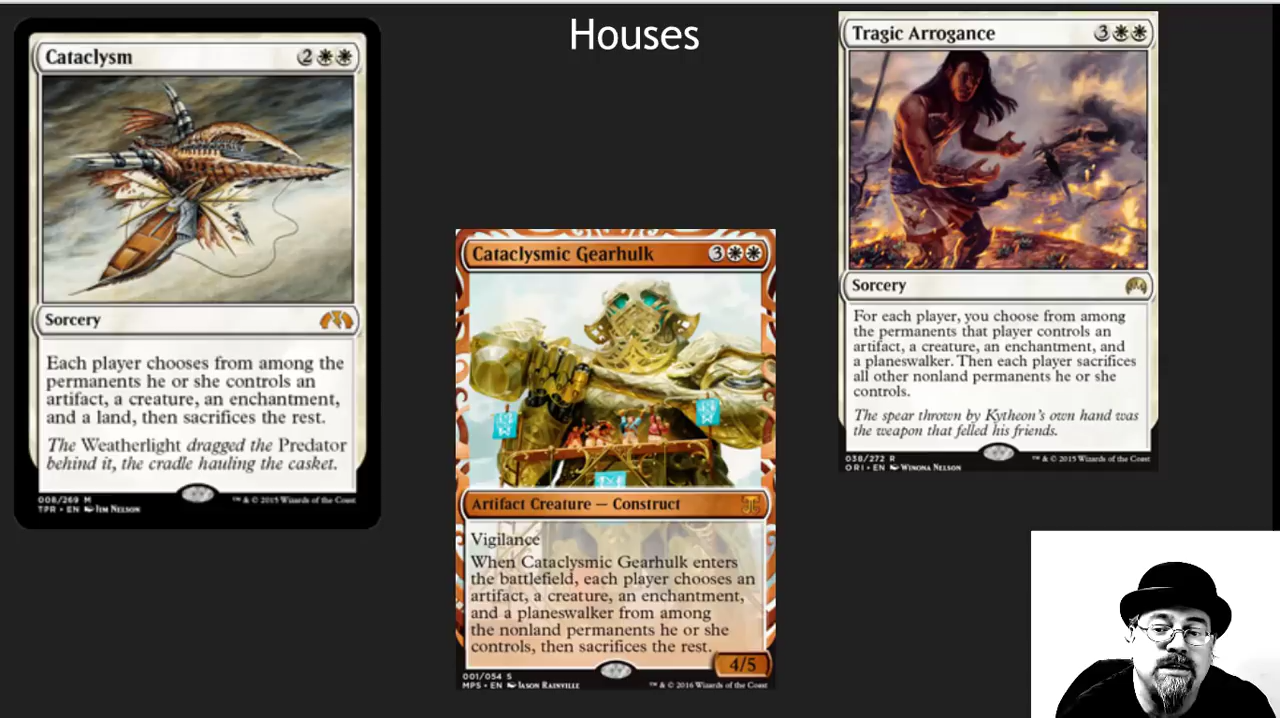 Houses
Cataclysm 2
Sorcery
Each player chooses from among the
permanents he or she controls an
artifact, a creature, an enchantment,
and a land, then sacrifices the rest.
The Weatherlight dragged the Predator
behind it, the cradle hauling the casket.
008/269 M
TPR • EN Jim Nelson
™ & © 2015 Wizards of the Coast
Cataclysmic Gearhulk 3
Artifact Creature — Construct
Vigilance
When Cataclysmic Gearhulk enters
the battlefield, each player chooses an
artifact, a creature, an enchantment,
and a planeswalker from among
the nonland permanents he or she
controls, then sacrifices the rest.
4/5
001/054 S
MPS • EN Jason Rainville
™ & © 2016 Wizards of the Coast
Tragic Arrogance 3
Sorcery
For each player, you choose from among
the permanents that player controls an
artifact, a creature, an enchantment, and
a planeswalker. Then each player sacrifices
all other nonland permanents he or she
controls.
The spear thrown by Kytheon's own hand was
the weapon that felled his friends.
038/272 R
ORI • EN Winona Nelson
™ & © 2015 Wizards of the Coast